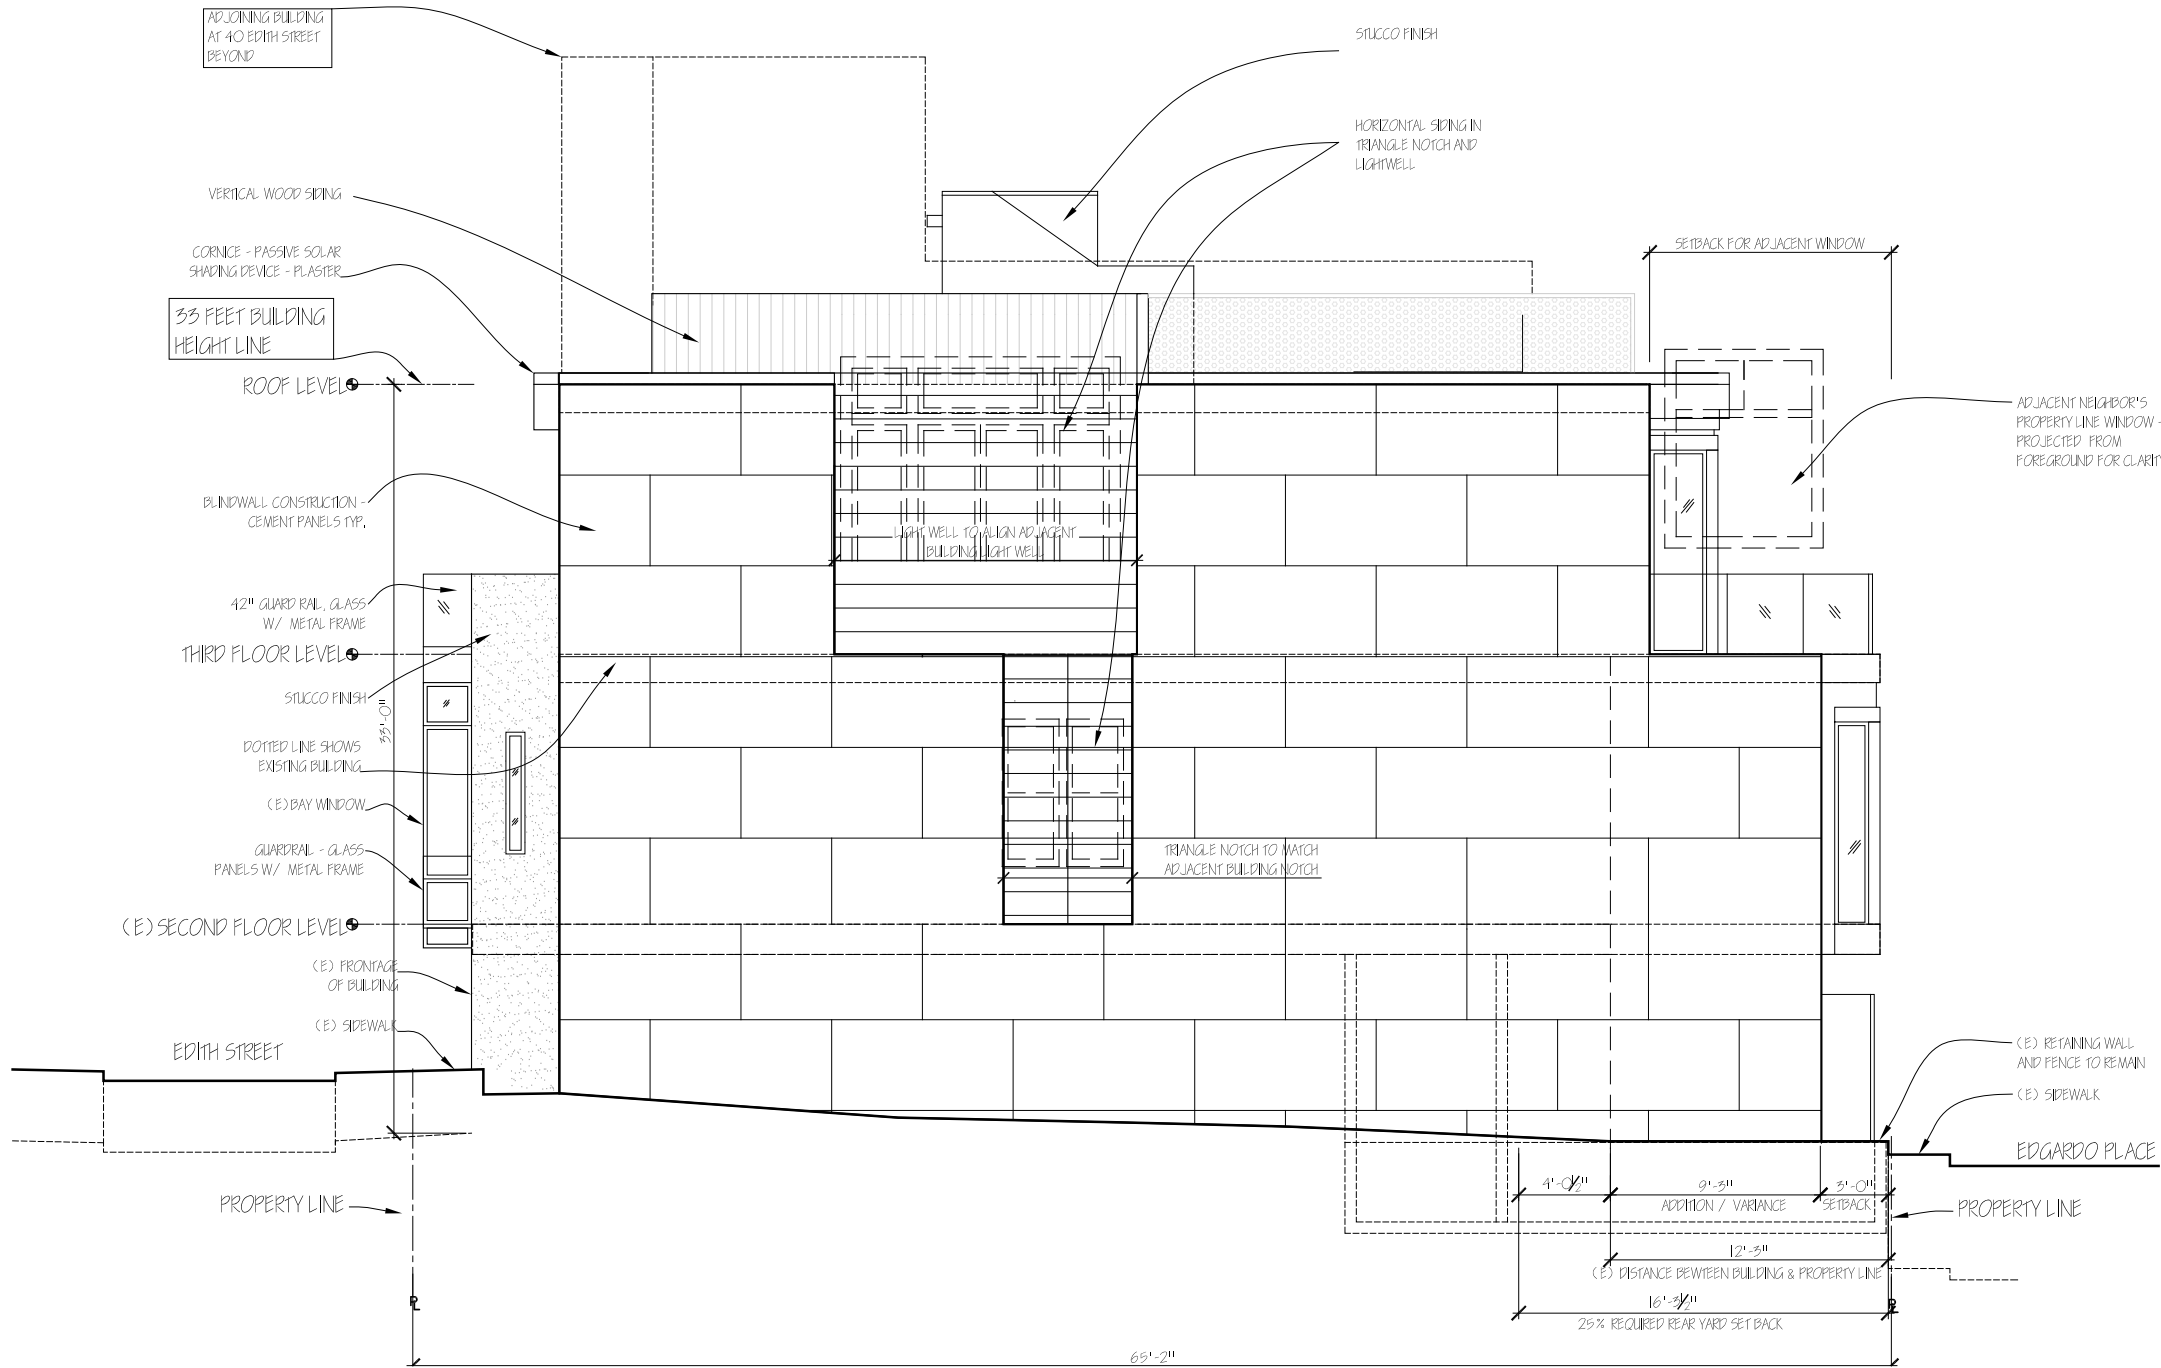 ADJOINING BUILDING
AT 40 EDITH STREET
BEYOND
STUCCO FINISH
HORIZONTAL SIDING IN
TRIANGLE NOTCH AND
LIGHTWELL
VERTICAL WOOD SIDING
CORNICE - PASSIVE SOLAR
SHADING DEVICE - PLASTER
SETBACK FOR ADJACENT WINDOW
33 FEET BUILDING
HEIGHT LINE
ROOF LEVEL
ADJACENT NEIGHBOR'S
PROPERTY LINE WINDOW -
PROJECTED FROM
FOREGROUND FOR CLARIT
BLINDWALL CONSTRUCTION -
CEMENT PANELS TYP.
LIGHT WELL TO ALIGN ADJACENT
BUILDING LIGHT WELL
42" GUARD RAIL, GLASS
W/ METAL FRAME
THIRD FLOOR LEVEL
STUCCO FINISH
33'-0"
DOTTED LINE SHOWS
EXISTING BUILDING
(E) BAY WINDOW
GUARDRAIL - GLASS
PANELS W/ METAL FRAME
TRIANGLE NOTCH TO MATCH
ADJACENT BUILDING NOTCH
(E) SECOND FLOOR LEVEL
(E) FRONTAGE
OF BUILDING
(E) SIDEWALK
EDITH STREET
(E) RETAINING WALL
AND FENCE TO REMAIN
(E) SIDEWALK
EDGARDO PLACE
PROPERTY LINE
4'-0½"
9'-3"
ADDITION / VARIANCE
3'-0"
SETBACK
PROPERTY LINE
12'-3"
(E) DISTANCE BEWTEEN BUILDING & PROPERTY LINE
PL
16'-3½"
PL
25% REQUIRED REAR YARD SET BACK
65'-2"